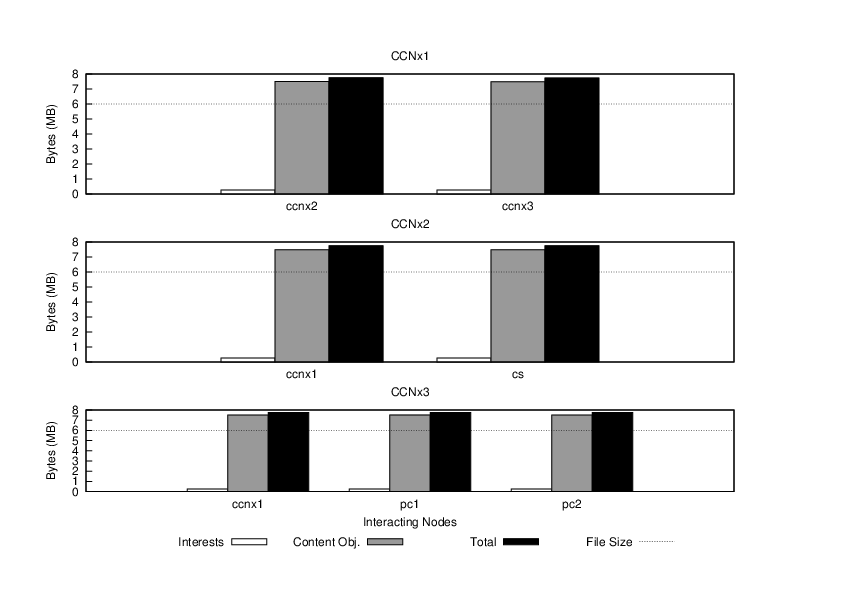 CCNx1
8
7
6
5
4
3
2
1
0
Bytes (MB)
ccnx2 ccnx3
CCNx2
8
7
6
5
4
3
2
1
0
Bytes (MB)
ccnx1 cs
CCNx3
8
7
6
5
4
3
2
1
0
Bytes (MB)
ccnx1 pc1 pc2
Interacting Nodes
Interests Content Obj. Total File Size